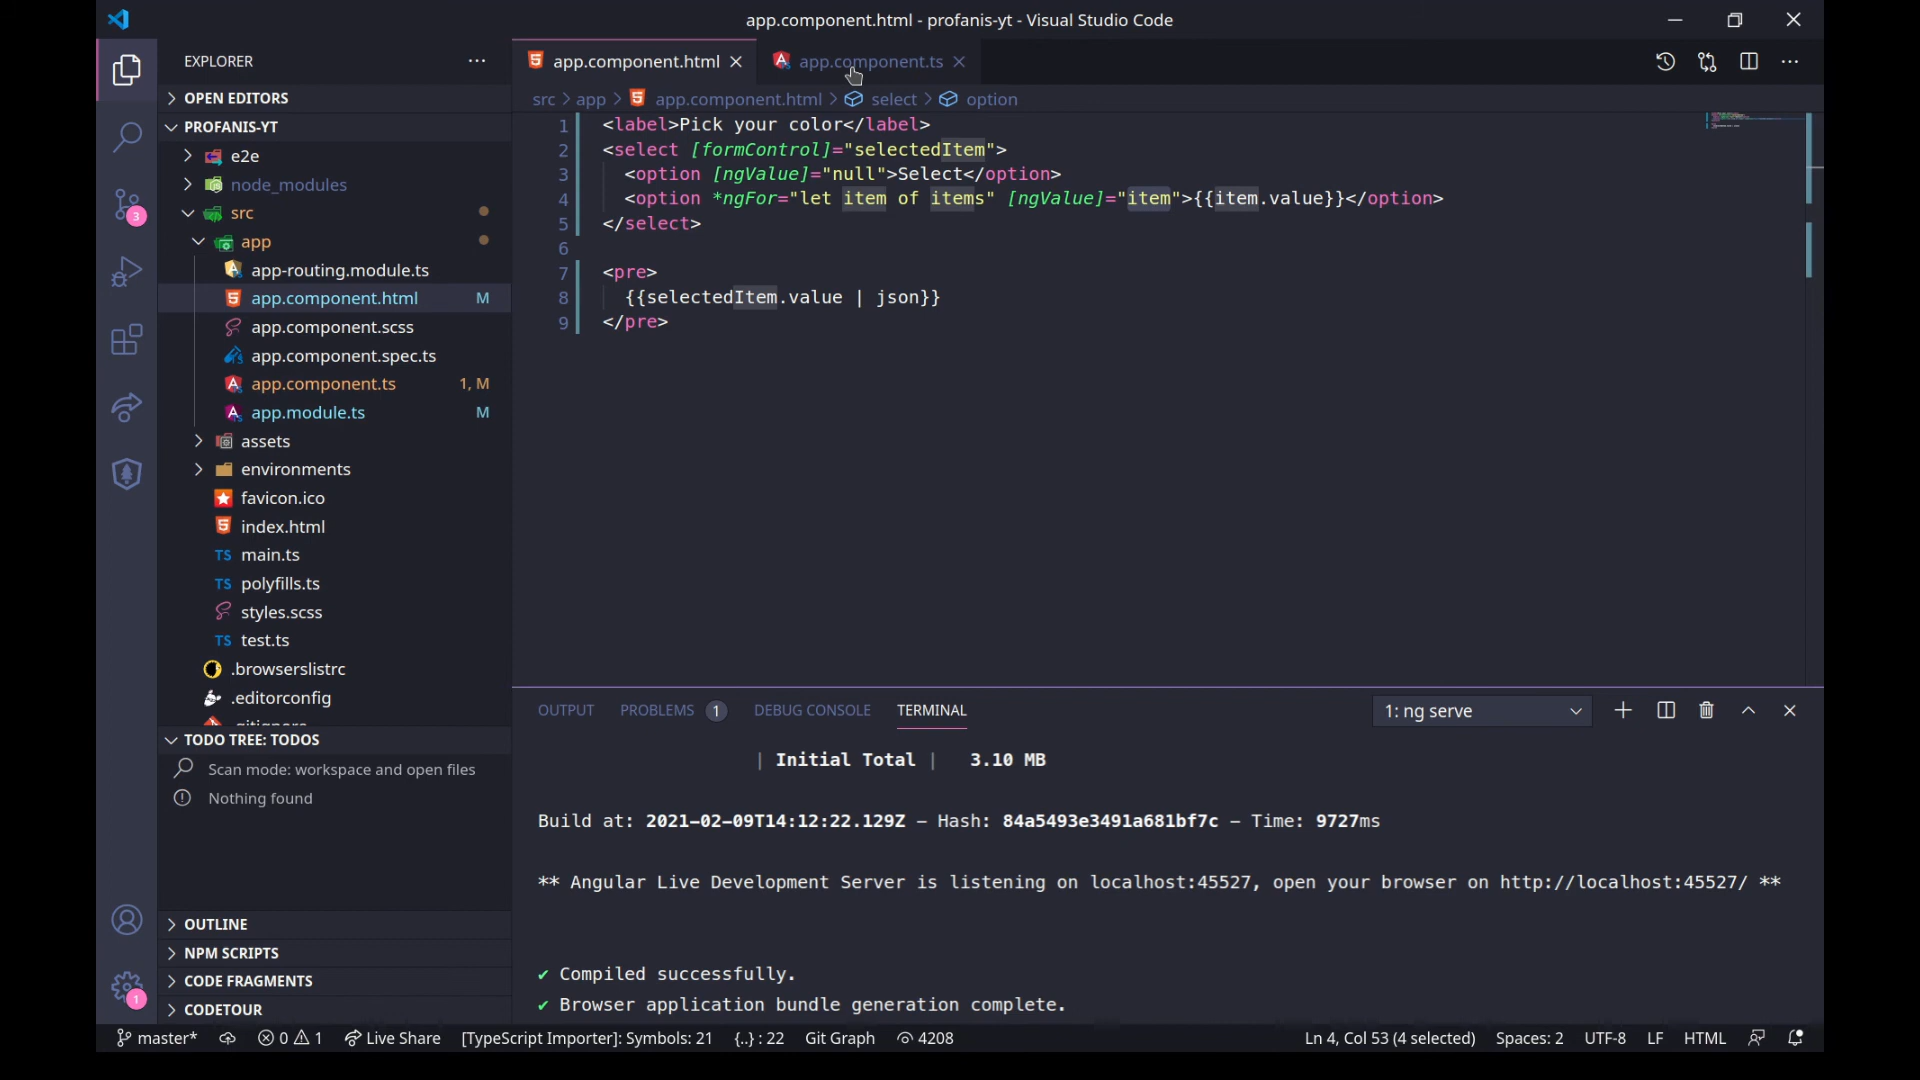 app.component.html - profanis-yt - Visual Studio Code
EXPLORER
OPEN EDITORS
PROFANIS-YT
e2e
node_modules
src
app
app-routing.module.ts
app.component.html M
app.component.scss
app.component.spec.ts
app.component.ts 1, M
app.module.ts M
assets
environments
favicon.ico
index.html
main.ts
TS polyfills.ts
styles.scss
TS test.ts
.browserslistrc
.editorconfig
.gitignore
TODO TREE: TODOS
Scan mode: workspace and open files
Nothing found
OUTLINE
NPM SCRIPTS
CODE FRAGMENTS
CODETOUR
3
1
app.component.html app.component.ts
src > app > app.component.html > select > option
1 <label>Pick your color</label>
2 <select [formControl]="selectedItem">
3 <option [ngValue]="null">Select</option>
4 <option *ngFor="let item of items" [ngValue]="item">{{item.value}}</option>
5 </select>
6
7 <pre>
8 {{selectedItem.value | json}}
9 </pre>
OUTPUT PROBLEMS 1 DEBUG CONSOLE TERMINAL 1: ng serve
| Initial Total | 3.10 MB
Build at: 2021-02-09T14:12:22.129Z - Hash: 84a5493e3491a681bf7c - Time: 9727ms
** Angular Live Development Server is listening on localhost:45527, open your browser on http://localhost:45527/ **
✔ Compiled successfully.
✔ Browser application bundle generation complete.
master* 0 1 Live Share [TypeScript Importer]: Symbols: 21 {..} : 22 Git Graph 4208 Ln 4, Col 53 (4 selected) Spaces: 2 UTF-8 LF HTML